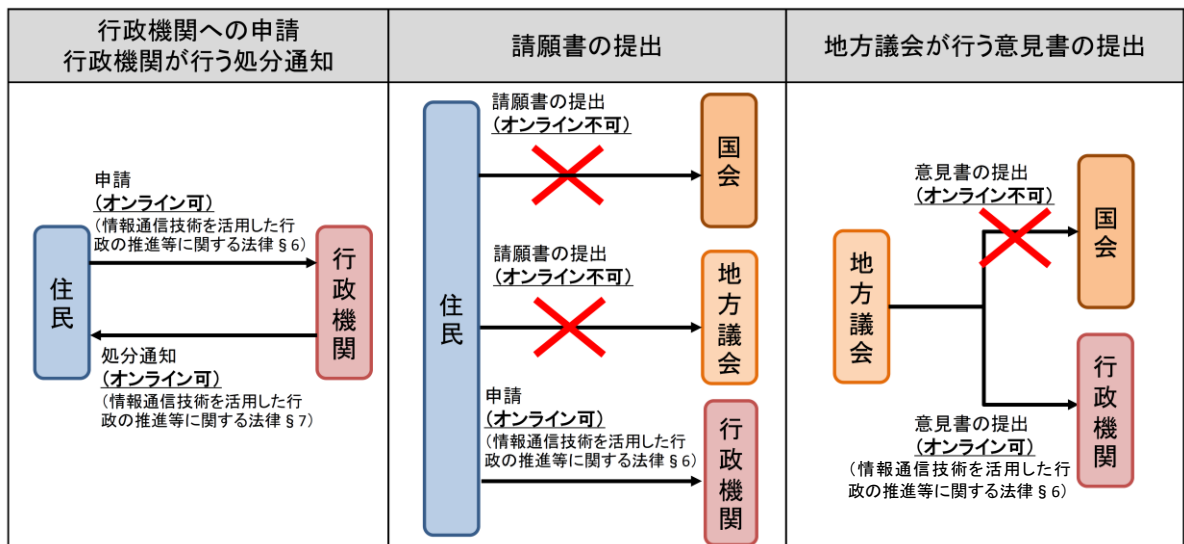 行政機関への申請
行政機関が行う処分通知
請願書の提出
地方議会が行う意見書の提出
申請
（オンライン可）
（情報通信技術を活用した行
政の推進等に関する法律§6）
住民
行政機関
処分通知
（オンライン可）
（情報通信技術を活用した行
政の推進等に関する法律§7）
請願書の提出
（オンライン不可）
国会
請願書の提出
（オンライン不可）
住民
地方議会
申請
（オンライン可）
（情報通信技術を活用した行
政の推進等に関する法律§6）
行政機関
意見書の提出
（オンライン不可）
国会
地方議会
意見書の提出
（オンライン可）
（情報通信技術を活用した行
政の推進等に関する法律§6）
行政機関